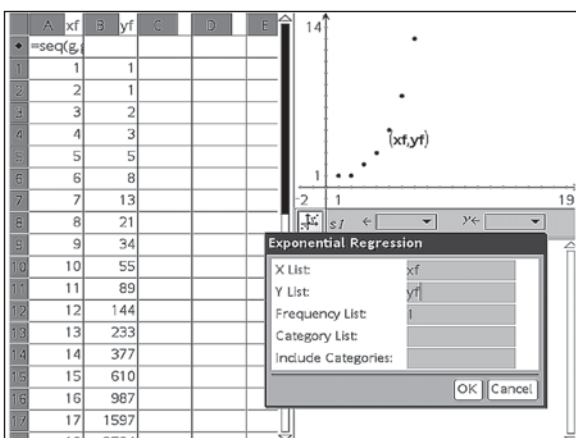 A xf B yf C D E
=seq(g,
1 1 1
2 2 1
3 3 2
4 4 3
5 5 5
6 6 8
7 7 13
8 8 21
9 9 34
10 10 55
11 11 89
12 12 144
13 13 233
14 14 377
15 15 610
16 16 987
17 17 1597
14
(xf,yf)
1
-2 1 19
s1 ← y←
Exponential Regression
X List: xf
Y List: yf
Frequency List: 1
Category List:
Include Categories:
OK Cancel